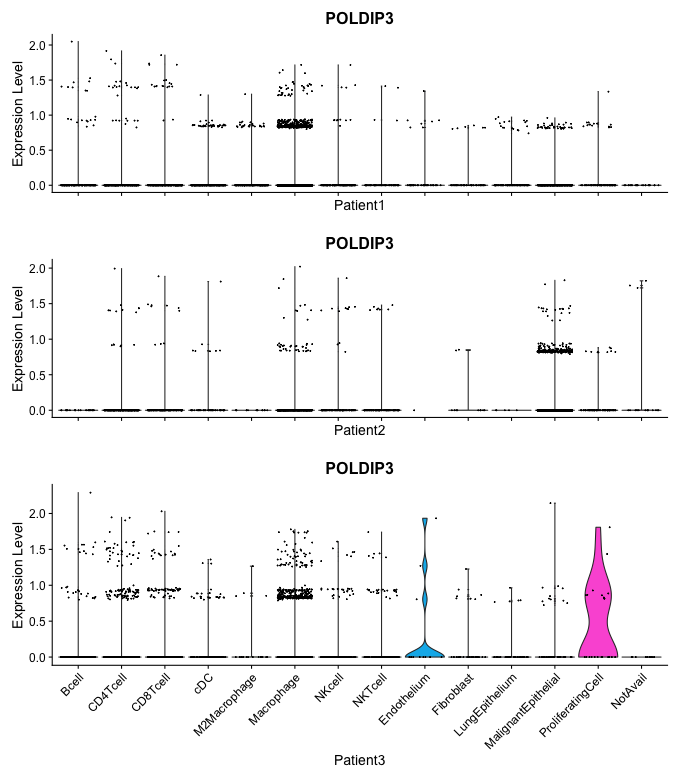 POLDIP3
Expression Level
2.0
1.5
1.0
0.5
0.0
Patient1
POLDIP3
Expression Level
2.0
1.5
1.0
0.5
0.0
Patient2
POLDIP3
Expression Level
2.0
1.5
1.0
0.5
0.0
Bcell
CD4Tcell
CD8Tcell
cDC
M2Macrophage
Macrophage
NKcell
NKTcell
Endothelium
Fibroblast
LungEpithelium
MalignantEpithelial
ProliferatingCell
NotAvail
Patient3